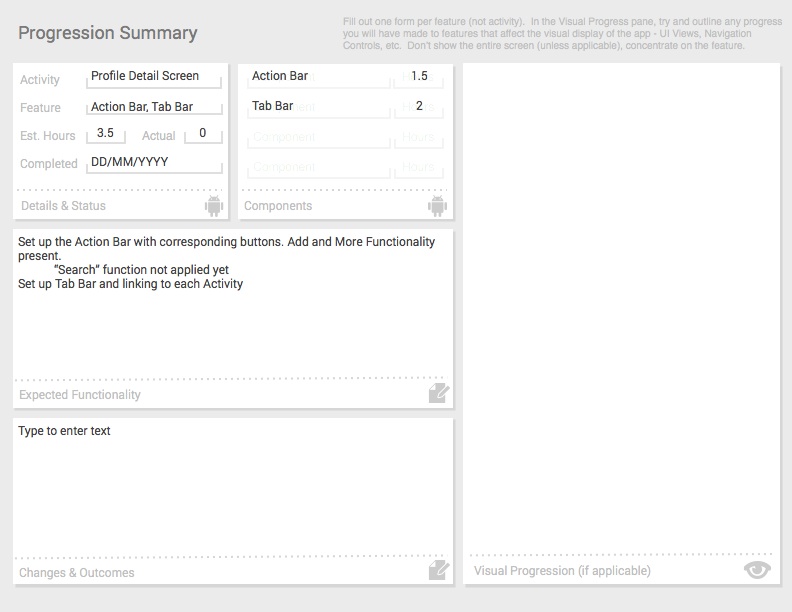 Progression Summary
Fill out one form per feature (not activity).  In the Visual Progress pane, try and outline any progress
you will have made to features that affect the visual display of the app - UI Views, Navigation
Controls, etc.  Don't show the entire screen (unless applicable), concentrate on the feature.
Activity Profile Detail Screen
Feature Action Bar, Tab Bar
Est. Hours 3.5 Actual 0
Completed DD/MM/YYYY
Details & Status
Action Bar 1.5
Tab Bar 2
Component Hours
Component Hours
Components
Set up the Action Bar with corresponding buttons. Add and More Functionality
present.
“Search” function not applied yet
Set up Tab Bar and linking to each Activity
Expected Functionality
Type to enter text
Changes & Outcomes
Visual Progression (if applicable)